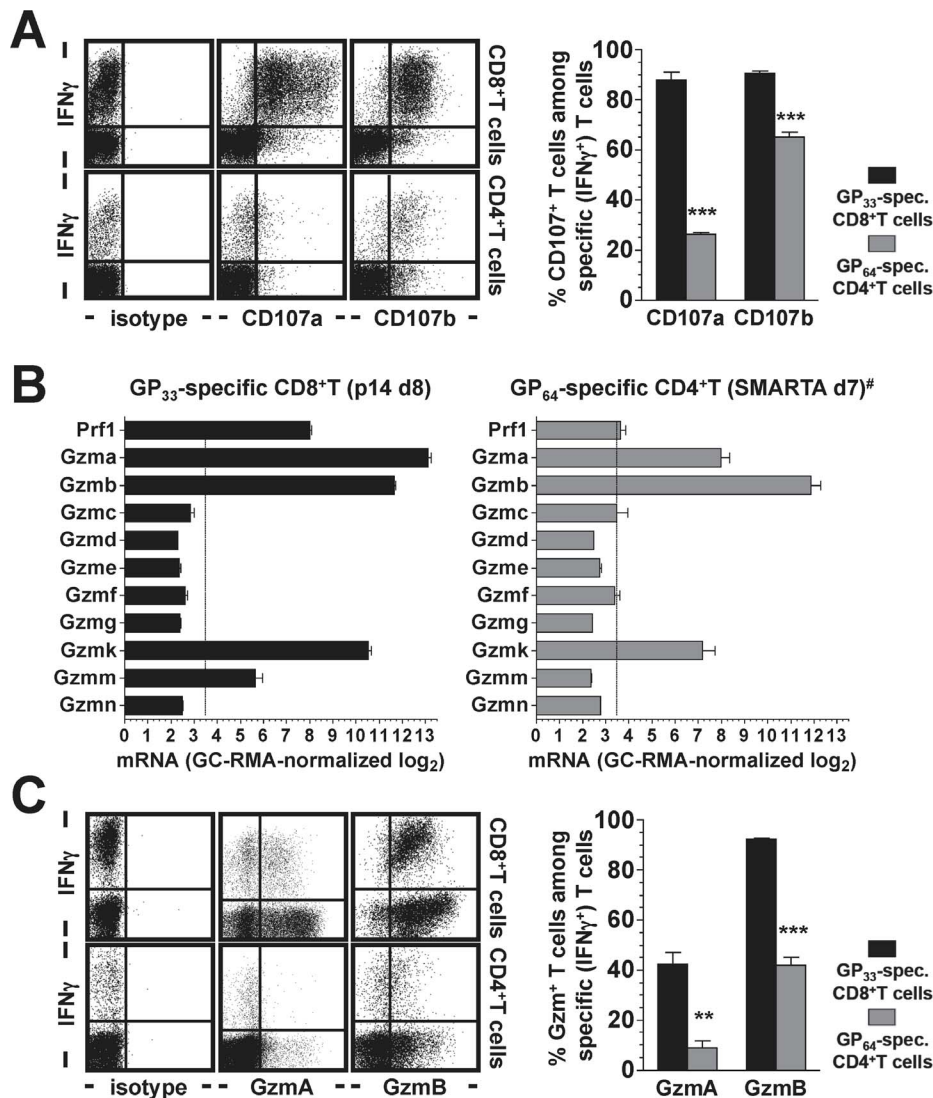 A
IFNγ
CD8⁺T cells
IFNγ
CD4⁺T cells
- isotype - - CD107a - - CD107b -
% CD107⁺ T cells among
specific (IFNγ⁺) T cells
100
80
60
40
20
0
***
***
CD107a CD107b
GP₃₃-spec.
CD8⁺T cells
GP₆₄-spec.
CD4⁺T cells
B
GP₃₃-specific CD8⁺T (p14 d8)
Prf1
Gzma
Gzmb
Gzmc
Gzmd
Gzme
Gzmf
Gzmg
Gzmk
Gzmm
Gzmn
0 1 2 3 4 5 6 7 8 9 10 11 12 13
mRNA (GC-RMA-normalized log₂)
GP₆₄-specific CD4⁺T (SMARTA d7)#
Prf1
Gzma
Gzmb
Gzmc
Gzmd
Gzme
Gzmf
Gzmg
Gzmk
Gzmm
Gzmn
0 1 2 3 4 5 6 7 8 9 10 11 12 13
mRNA (GC-RMA-normalized log₂)
C
IFNγ
CD8⁺T cells
IFNγ
CD4⁺T cells
- isotype - - GzmA - - GzmB -
% Gzm⁺ T cells among
specific (IFNγ⁺) T cells
100
80
60
40
20
0
**
***
GzmA GzmB
GP₃₃-spec.
CD8⁺T cells
GP₆₄-spec.
CD4⁺T cells